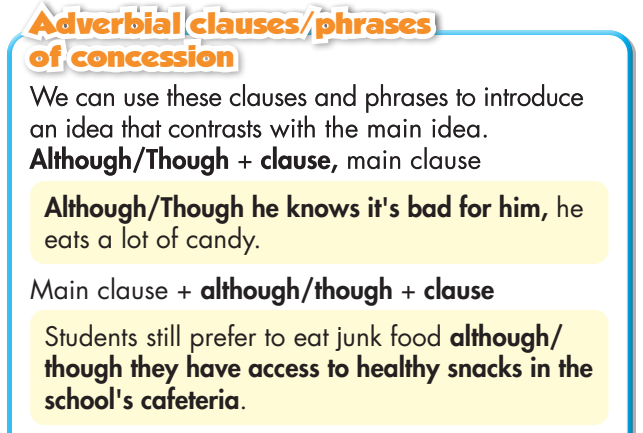 Adverbial clauses/phrases
of concession
We can use these clauses and phrases to introduce
an idea that contrasts with the main idea.
Although/Though + clause, main clause
Although/Though he knows it's bad for him, he
eats a lot of candy.
Main clause + although/though + clause
Students still prefer to eat junk food although/
though they have access to healthy snacks in the
school's cafeteria.